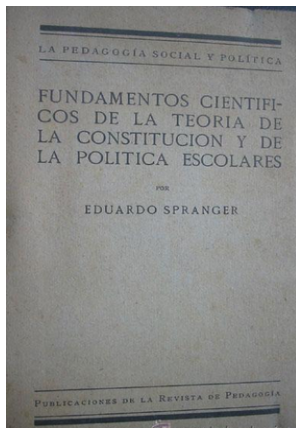 LA PEDAGOGÍA SOCIAL Y POLÍTICA
FUNDAMENTOS CIENTIFI-
COS DE LA TEORIA DE
LA CONSTITUCION Y DE
LA POLITICA ESCOLARES
POR
EDUARDO SPRANGER
PUBLICACIONES DE LA REVISTA DE PEDAGOGÍA